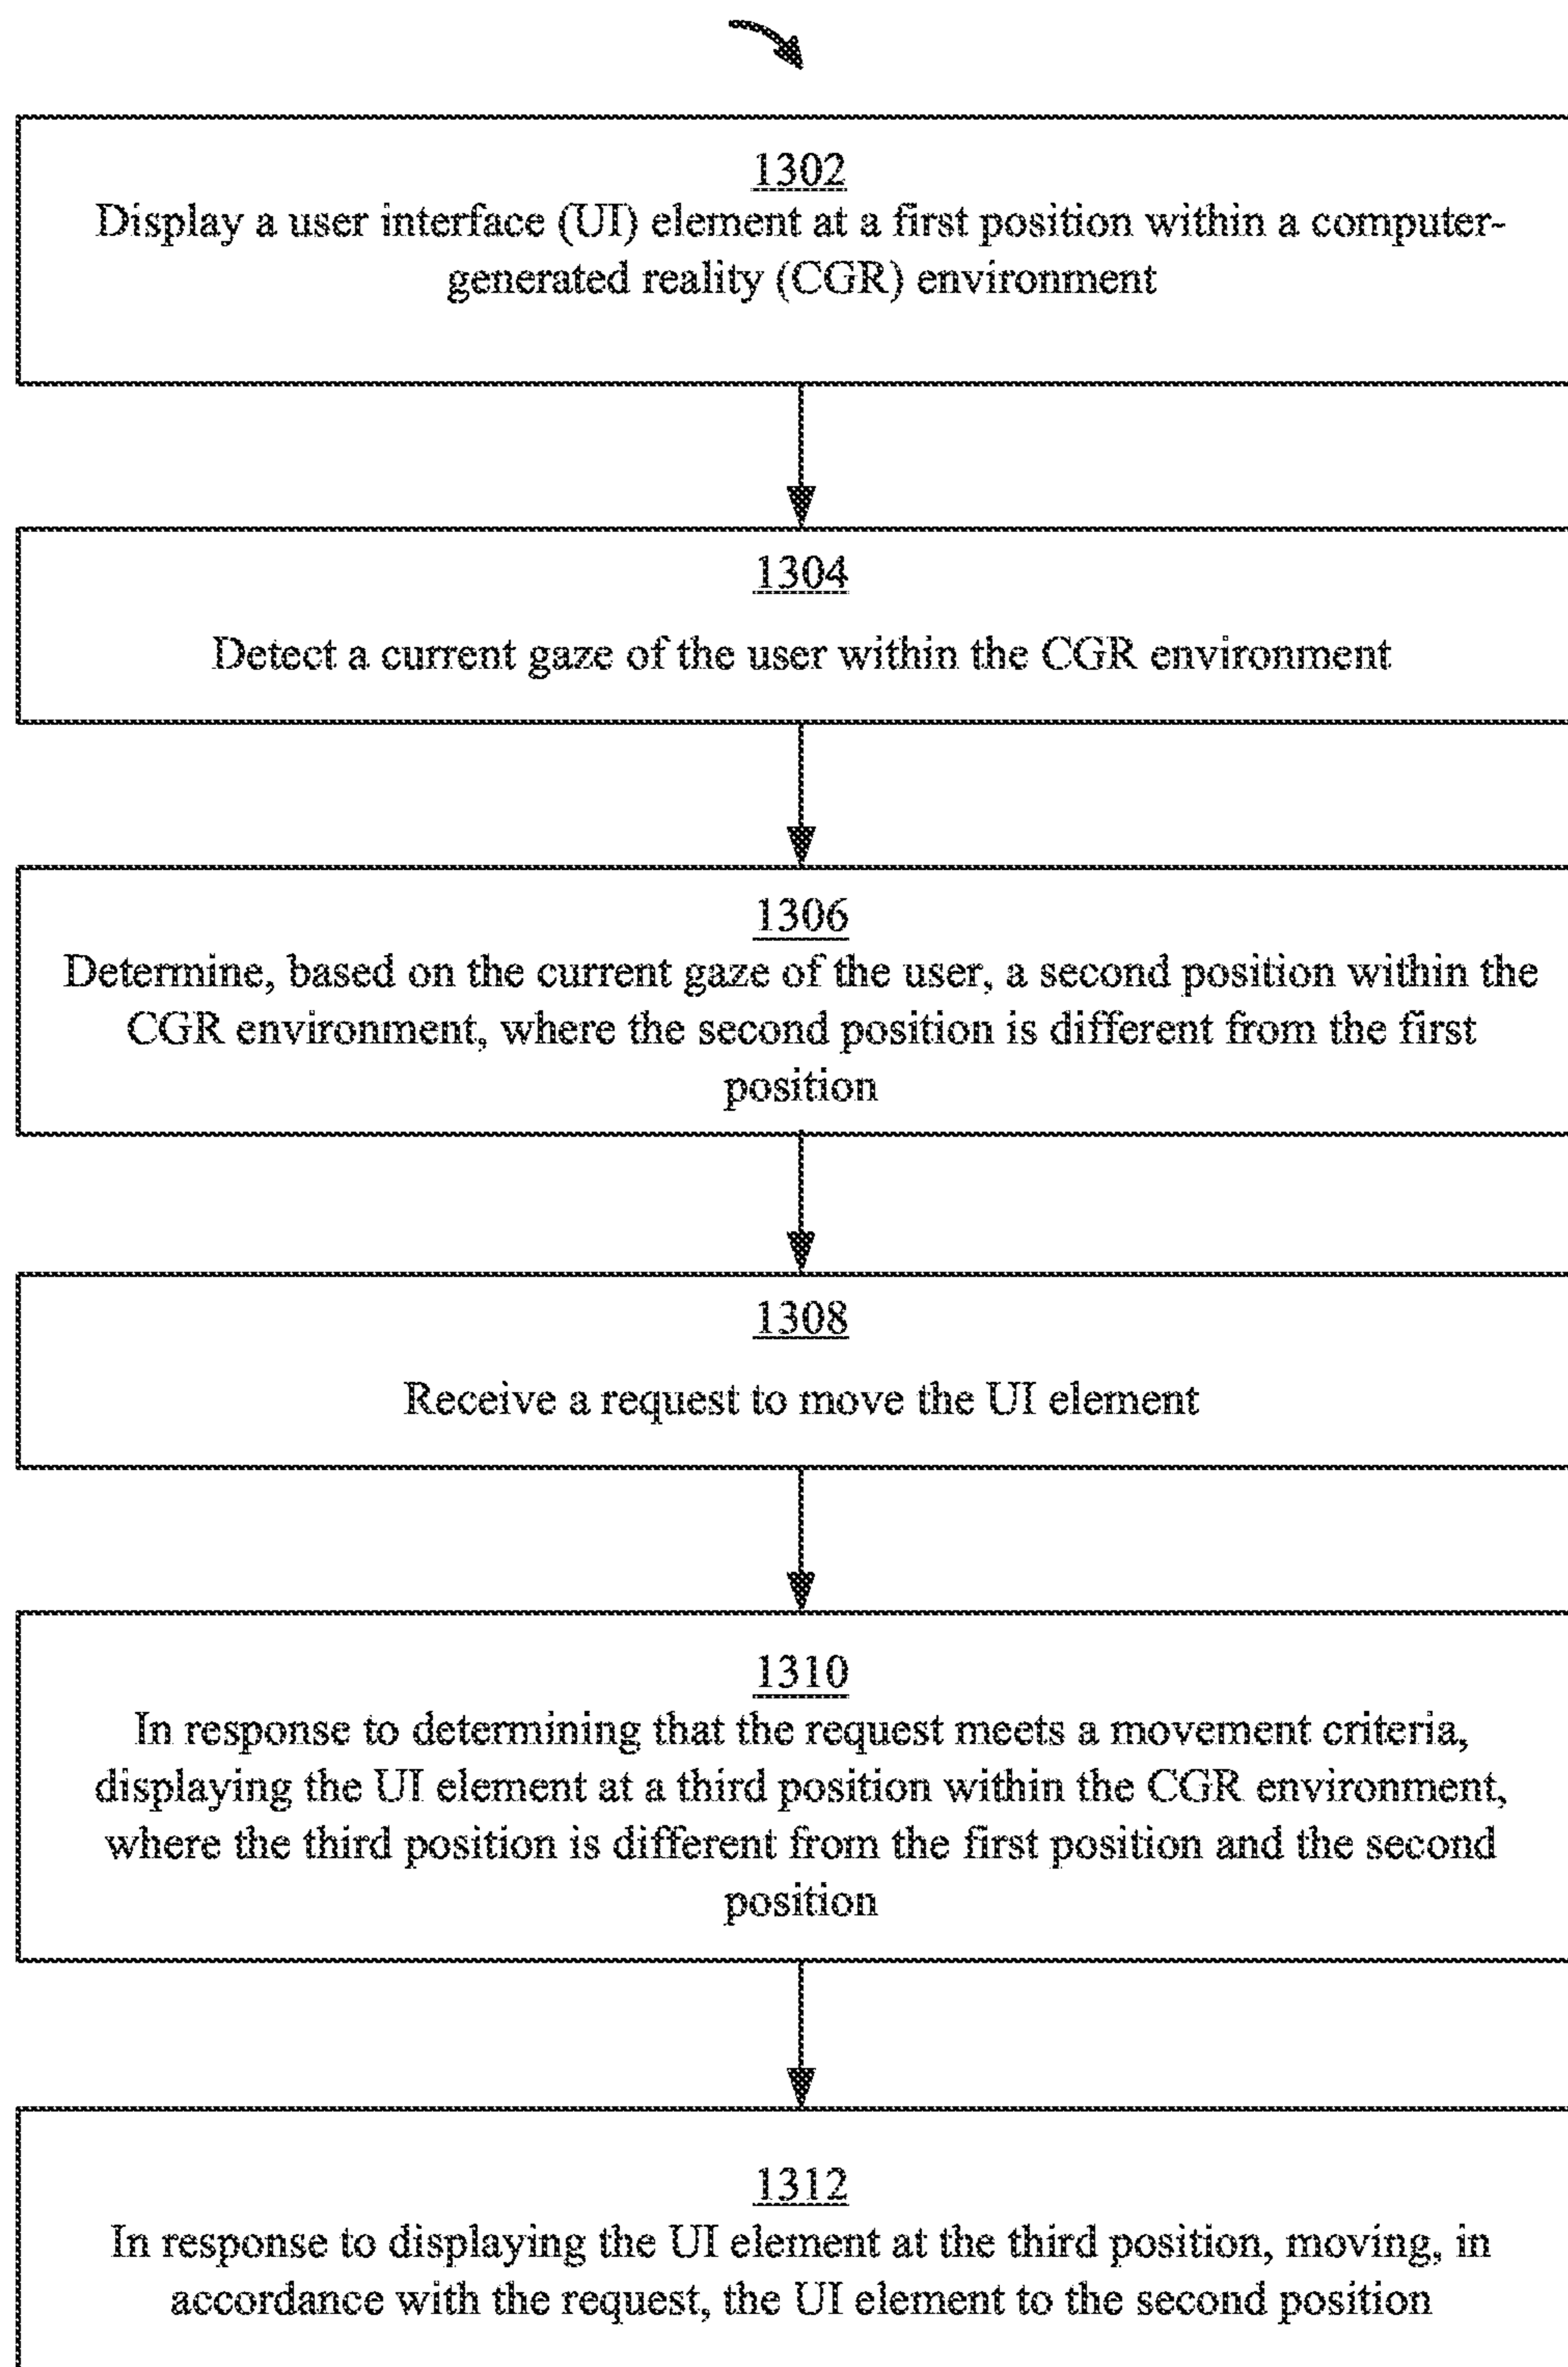 1302
Display a user interface (UI) element at a first position within a computer-
generated reality (CGR) environment
1304
Detect a current gaze of the user within the CGR environment
1306
Determine, based on the current gaze of the user, a second position within the
CGR environment, where the second position is different from the first
position
1308
Receive a request to move the UI element
1310
In response to determining that the request meets a movement criteria,
displaying the UI element at a third position within the CGR environment,
where the third position is different from the first position and the second
position
1312
In response to displaying the UI element at the third position, moving, in
accordance with the request, the UI element to the second position